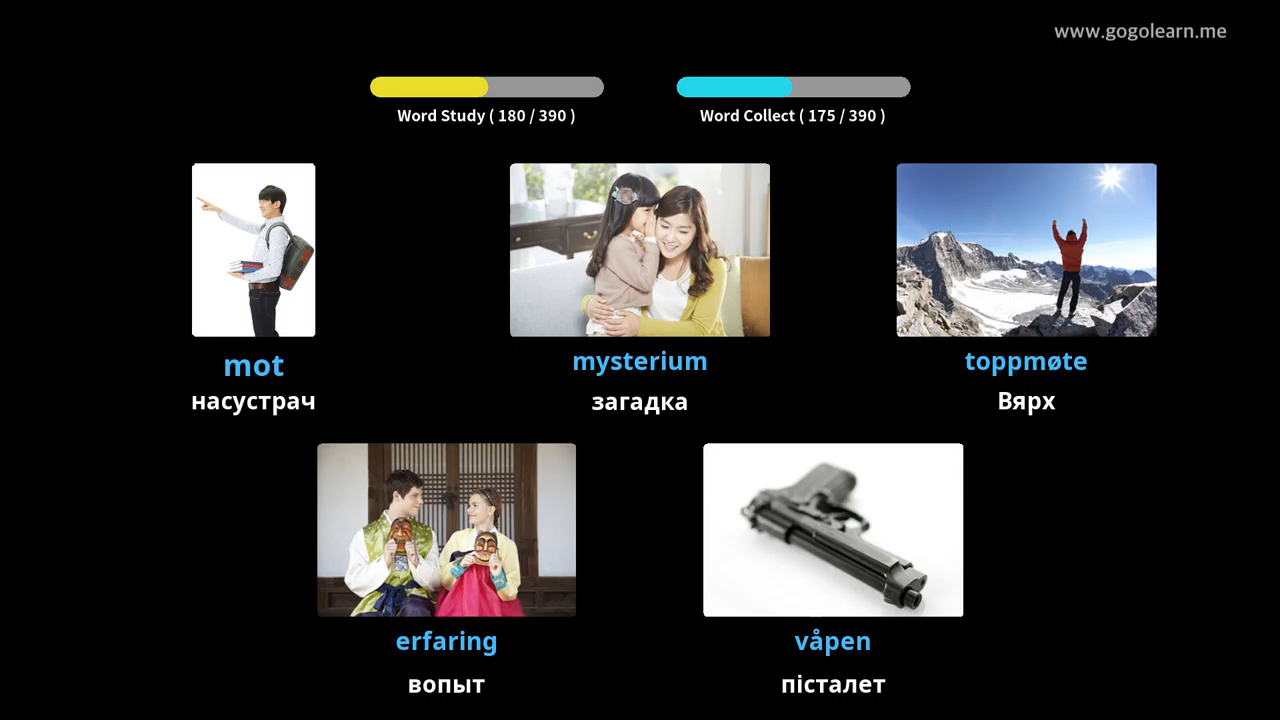 www.gogolearn.me
Word Study ( 180 / 390 )
Word Collect ( 175 / 390 )
mot
насустрач
mysterium
загадка
toppmøte
Вярх
erfaring
вопыт
våpen
пісталет